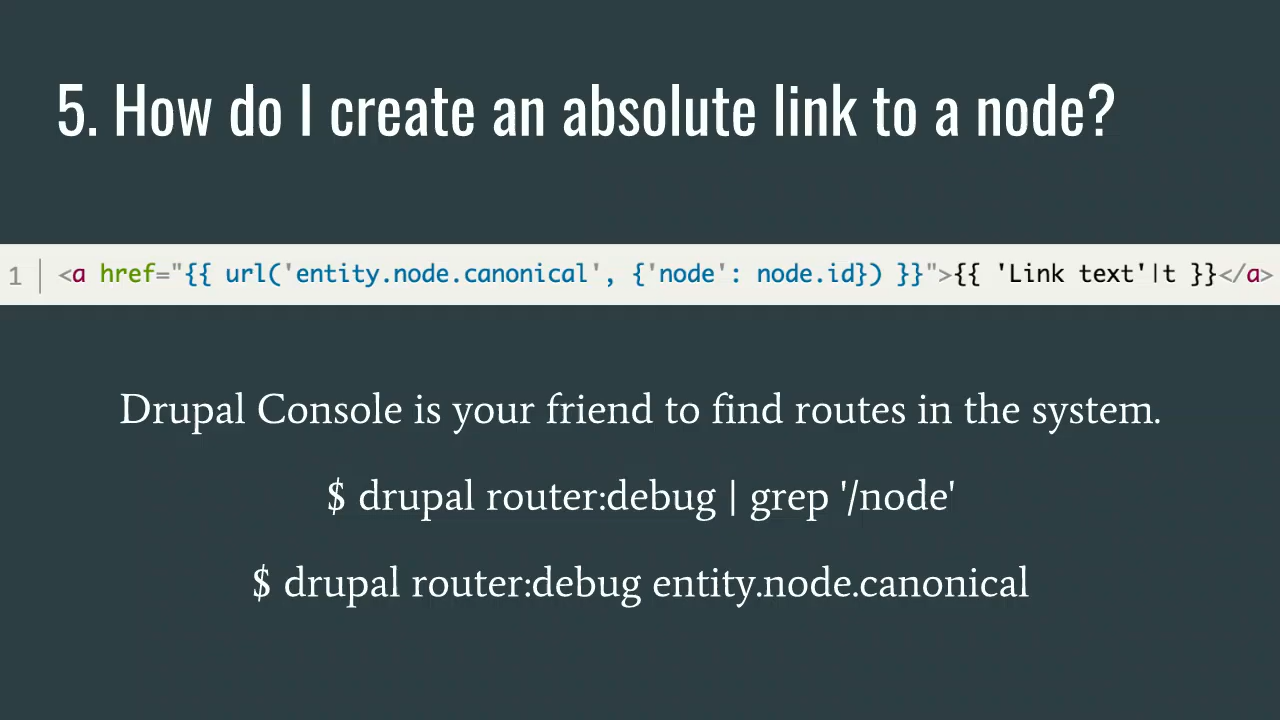 5. How do I create an absolute link to a node?
1 <a href="{{ url('entity.node.canonical', {'node': node.id}) }}">{{ 'Link text'|t }}</a>
Drupal Console is your friend to find routes in the system.
$ drupal router:debug | grep '/node'
$ drupal router:debug entity.node.canonical